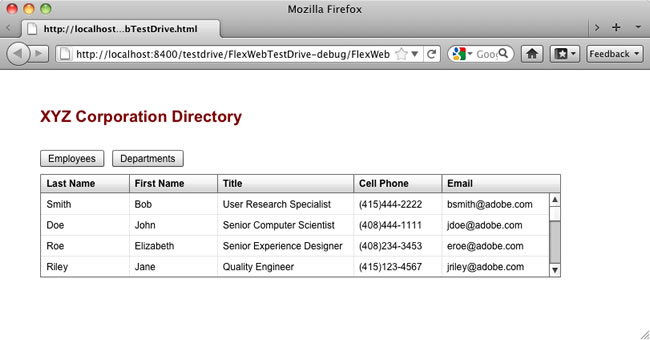 Mozilla Firefox
http://localhost...bTestDrive.html
http://localhost:8400/testdrive/FlexWebTestDrive-debug/FlexWeb
Goo
Feedback
XYZ Corporation Directory
Employees Departments
Last Name First Name Title Cell Phone Email
Smith Bob User Research Specialist (415)444-2222 bsmith@adobe.com
Doe John Senior Computer Scientist (408)444-1111 jdoe@adobe.com
Roe Elizabeth Senior Experience Designer (408)234-3453 eroe@adobe.com
Riley Jane Quality Engineer (415)123-4567 jriley@adobe.com